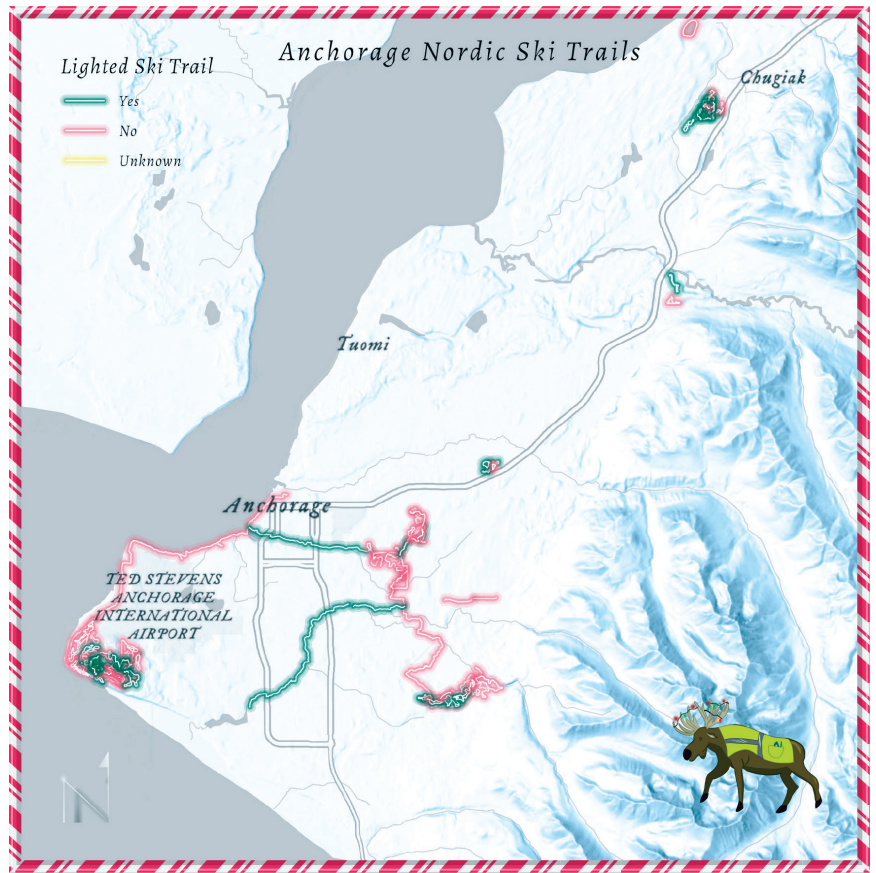 Anchorage Nordic Ski Trails
Lighted Ski Trail
Yes
No
Unknown
Chugiak
Tuomi
Anchorage
TED STEVENS
ANCHORAGE
INTERNATIONAL
AIRPORT
N